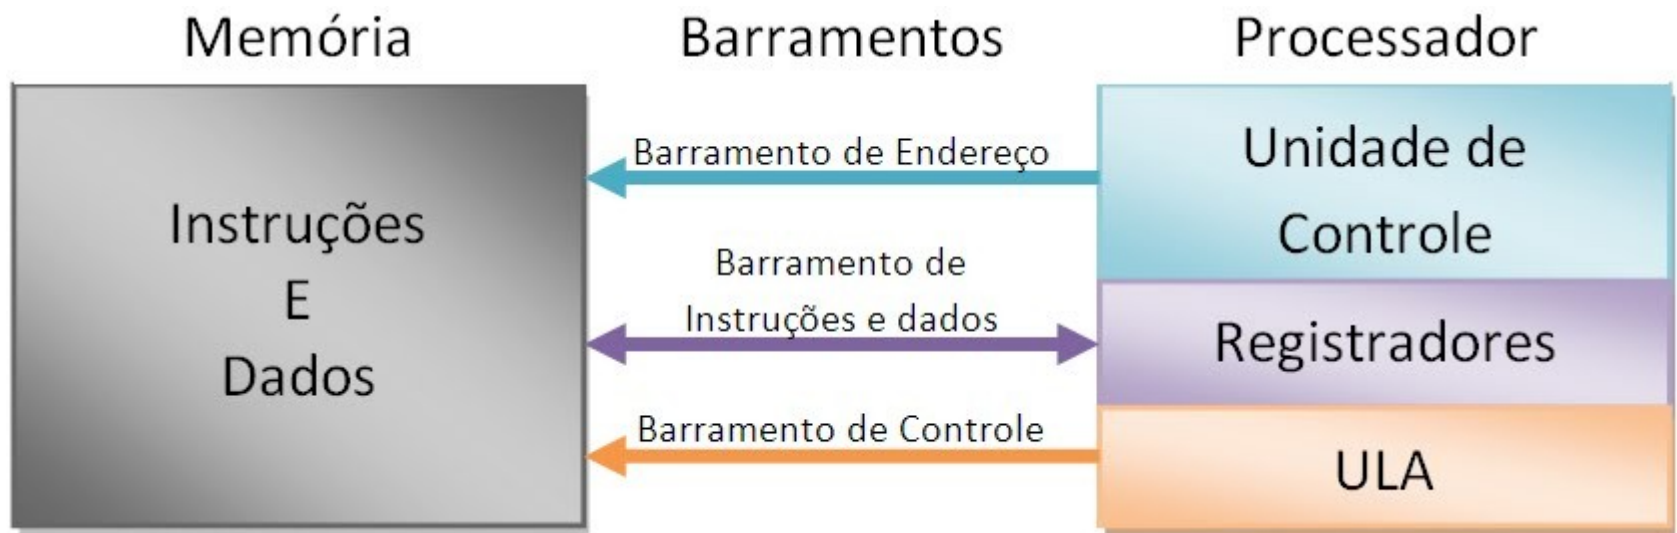 Memória
Barramentos
Processador
Instruções
E
Dados
Barramento de Endereço
Barramento de
Instruções e dados
Barramento de Controle
Unidade de
Controle
Registradores
ULA